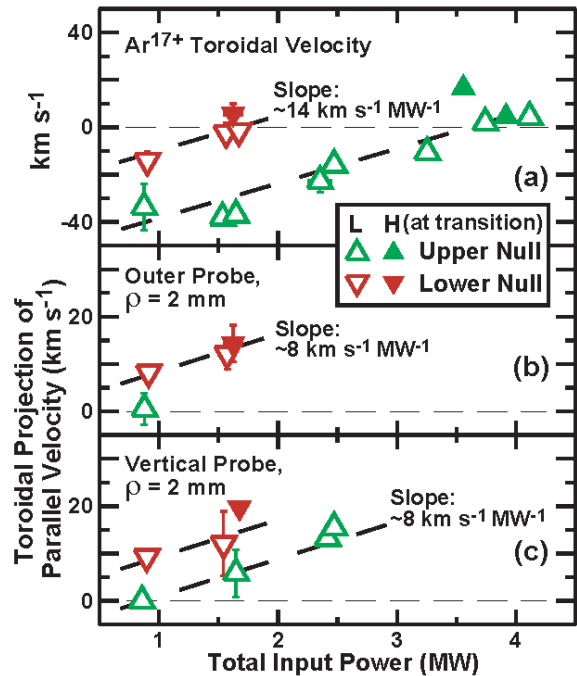 40
Ar17+ Toroidal Velocity
Slope:
~14 km s-1 MW-1
km s-1
0
(a)
-40
L H(at transition)
Upper Null
Lower Null
Outer Probe,
ρ = 2 mm
20
Slope:
~8 km s-1 MW-1
(b)
0
Toroidal Projection of
Parallel Velocity (km s-1)
Vertical Probe,
ρ = 2 mm
Slope:
~8 km s-1 MW-1
20
(c)
0
1 2 3 4
Total Input Power (MW)